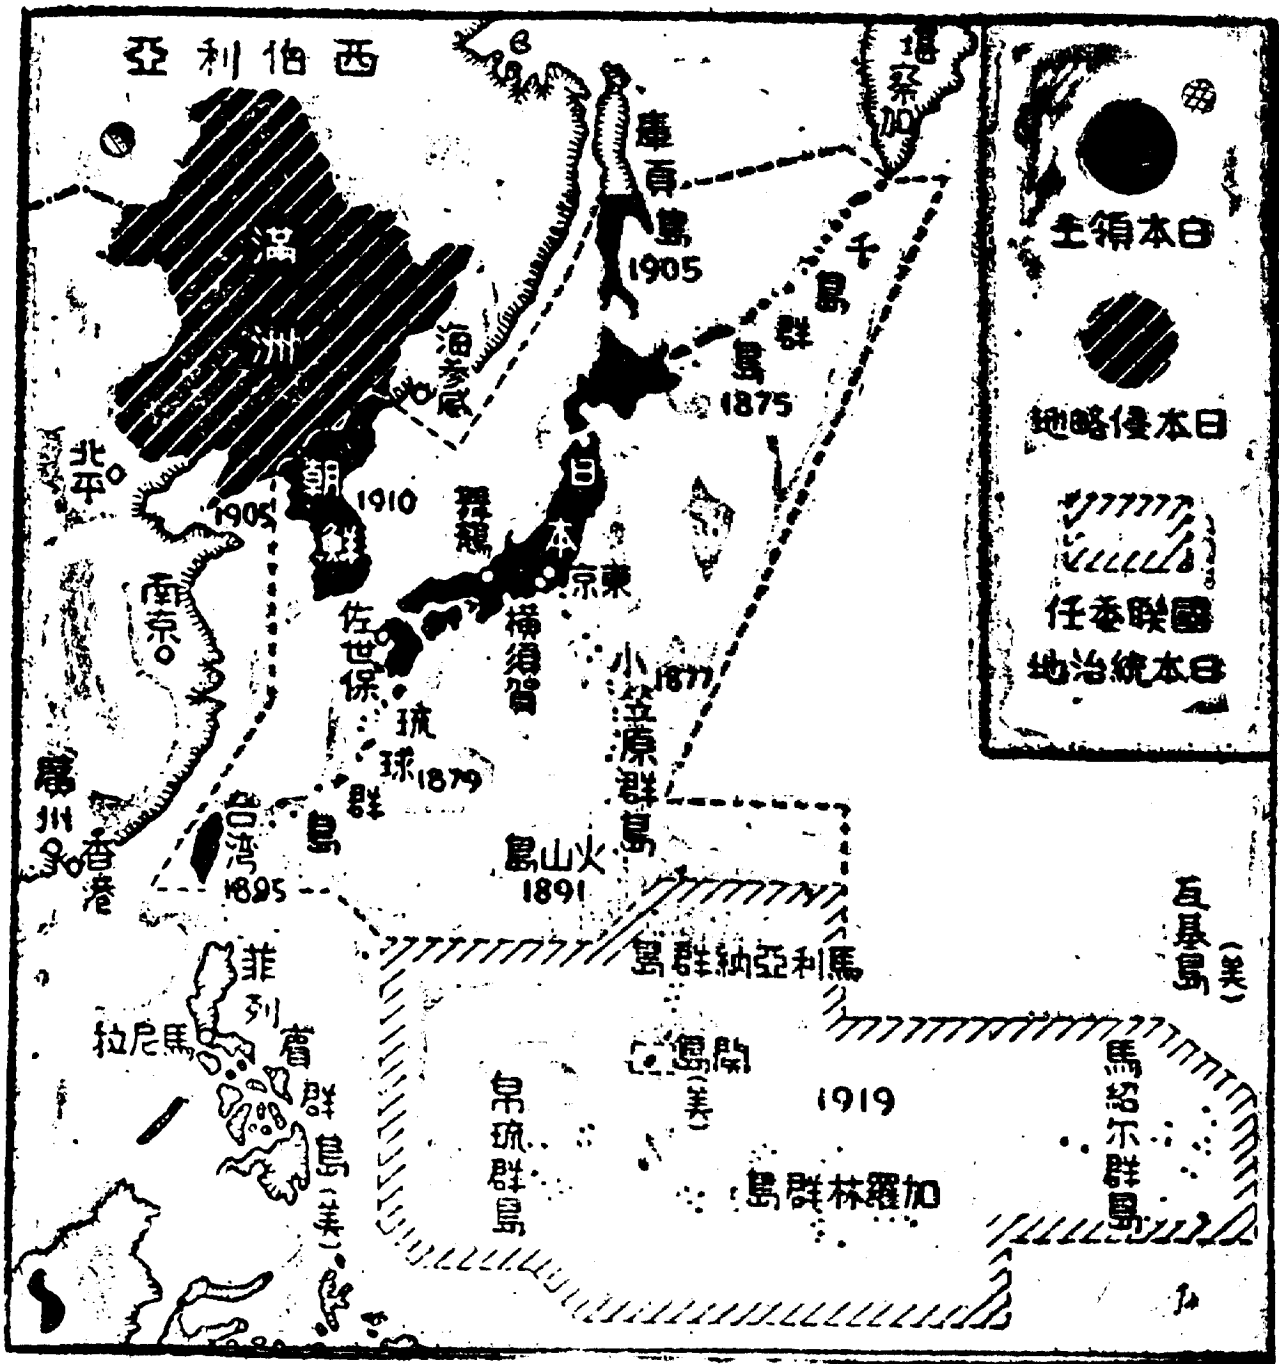 西伯利亞
堪察加
庫頁島
1905
滿洲
千島群島
1875
海參威
北平
1905
朝鮮
1910
舞鶴
日本
東京
南京
佐世保
橫須賀
小笠原群島
1877
琉球群島
1879
廣州
香港
台湾
1895
火山島
1891
馬利亞納群島
瓦基島
(美)
菲列賓群島(美)
馬尼拉
關島
(美)
1919
帛琉群島
加羅林群島
馬紹尔群島
日本領土
日本侵略地
國聯委任
日本統治地